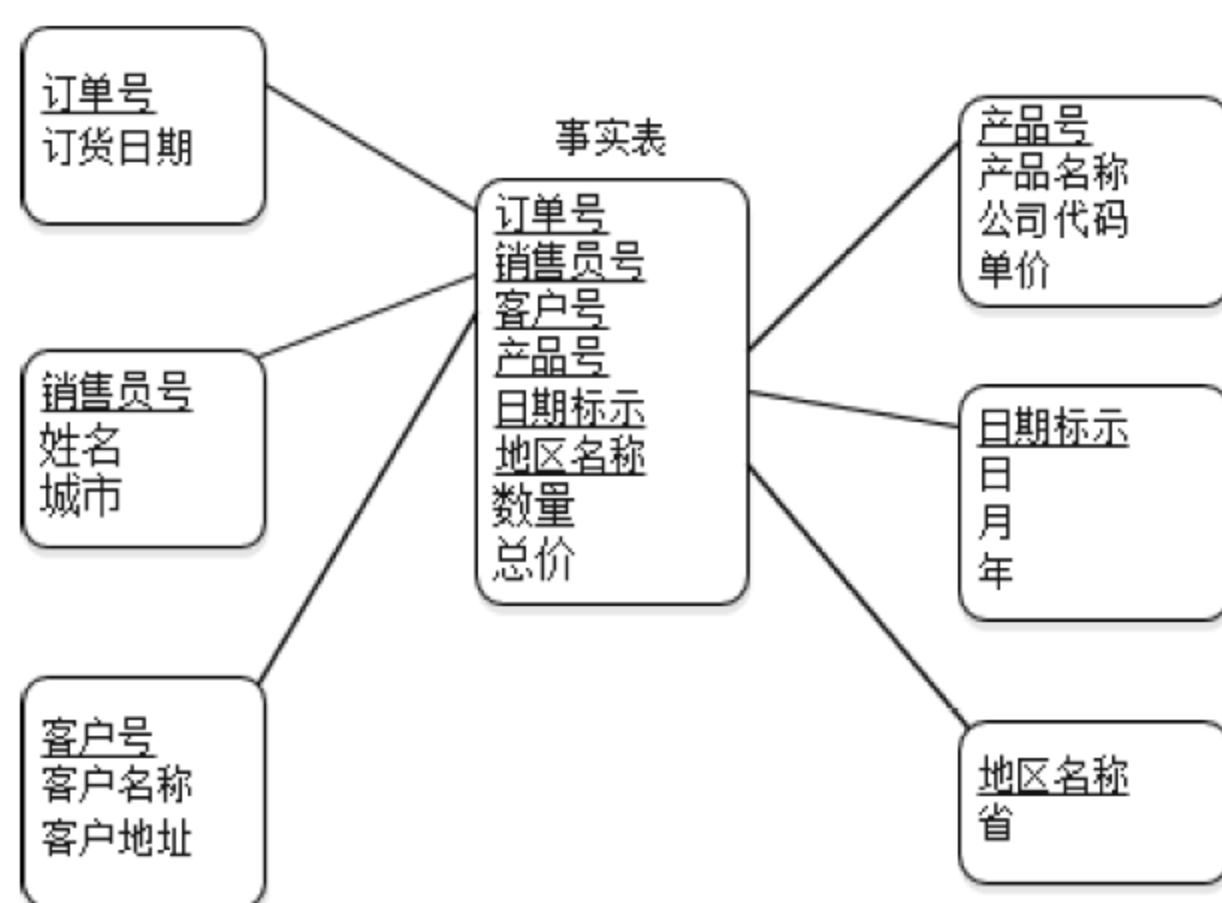 订单号
订货日期
销售员号
姓名
城市
客户号
客户名称
客户地址
事实表
订单号
销售员号
客户号
产品号
日期标示
地区名称
数量
总价
产品号
产品名称
公司代码
单价
日期标示
日
月
年
地区名称
省